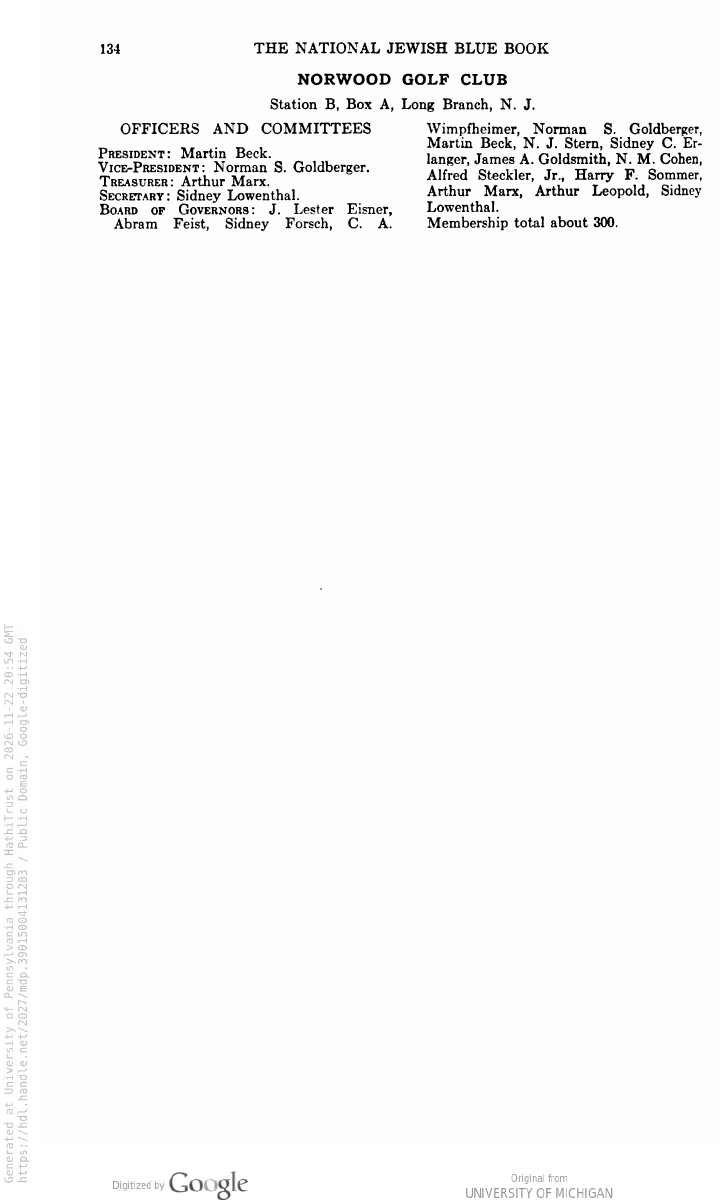 134
THE NATIONAL JEWISH BLUE BOOK
NORWOOD GOLF CLUB
Station B, Box A, Long Branch, N. J.
OFFICERS AND COMMITTEES
PRESIDENT: Martin Beck.
VICE-PRESIDENT: Norman S. Goldberger.
TREASURER: Arthur Marx.
SECRETARY: Sidney Lowenthal.
BOARD OF GOVERNORS: J. Lester Eisner,
Abram Feist, Sidney Forsch, C. A.
Wimpfheimer, Norman S. Goldberger,
Martin Beck, N. J. Stern, Sidney C. Er-
langer, James A. Goldsmith, N. M. Cohen,
Alfred Steckler, Jr., Harry F. Sommer,
Arthur Marx, Arthur Leopold, Sidney
Lowenthal.
Membership total about 300.
Generated at University of Pennsylvania through HathiTrust on 2026-11-22 20:54 GMT
https://hdl.handle.net/2027/mdp.39015004131203 / Public Domain, Google-digitized
Digitized by Google
Original from
UNIVERSITY OF MICHIGAN